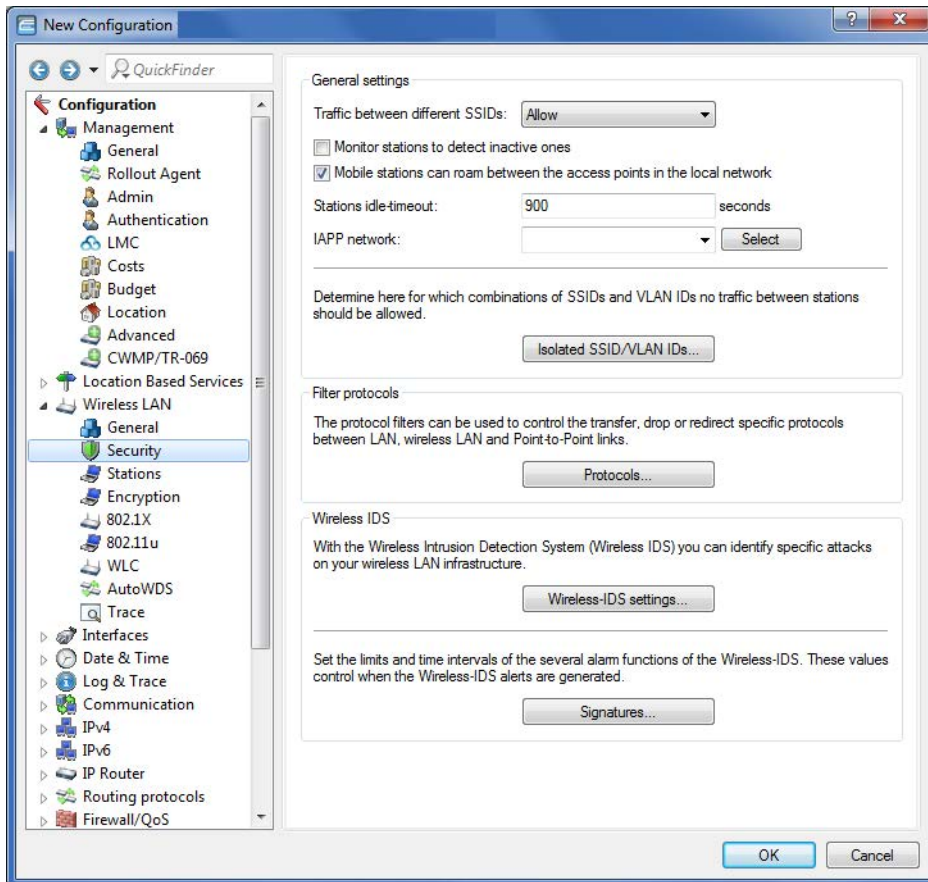 New Configuration
?
QuickFinder
Configuration
Management
General
Rollout Agent
Admin
Authentication
LMC
Costs
Budget
Location
Advanced
CWMP/TR-069
Location Based Services
Wireless LAN
General
Security
Stations
Encryption
802.1X
802.11u
WLC
AutoWDS
Trace
Interfaces
Date & Time
Log & Trace
Communication
IPv4
IPv6
IP Router
Routing protocols
Firewall/QoS
General settings
Traffic between different SSIDs: Allow
Monitor stations to detect inactive ones
Mobile stations can roam between the access points in the local network
Stations idle-timeout: 900 seconds
IAPP network: Select
Determine here for which combinations of SSIDs and VLAN IDs no traffic between stations
should be allowed.
Isolated SSID/VLAN IDs...
Filter protocols
The protocol filters can be used to control the transfer, drop or redirect specific protocols
between LAN, wireless LAN and Point-to-Point links.
Protocols...
Wireless IDS
With the Wireless Intrusion Detection System (Wireless IDS) you can identify specific attacks
on your wireless LAN infrastructure.
Wireless-IDS settings...
Set the limits and time intervals of the several alarm functions of the Wireless-IDS. These values
control when the Wireless-IDS alerts are generated.
Signatures...
OK Cancel